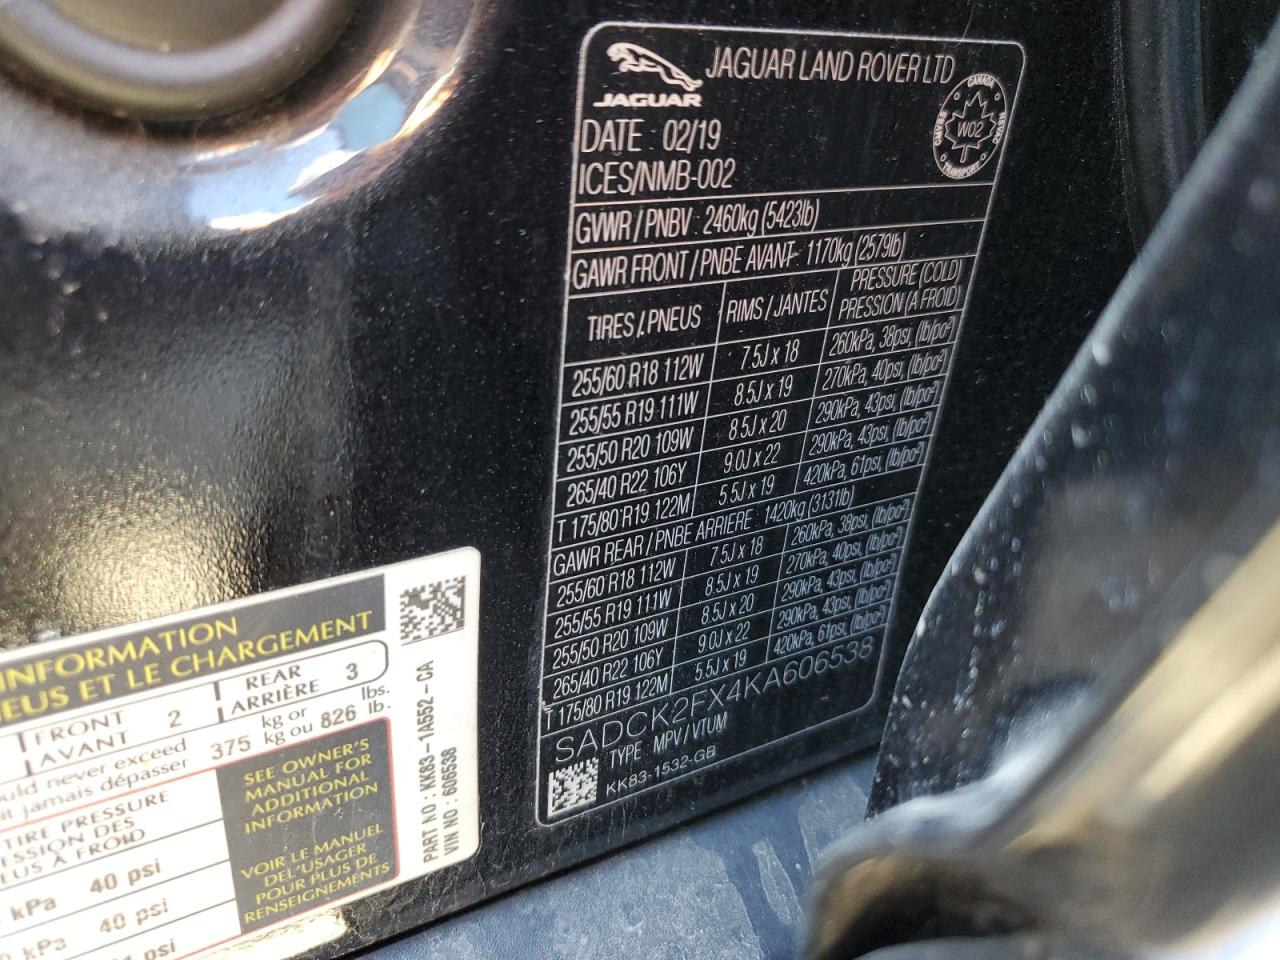 JAGUAR LAND ROVER LTD
JAGUAR
CANADA
W02
TRANSPORT
DATE : 02/19
ICES/NMB-002
GVWR / PNBV : 2460kg (5423lb)
GAWR FRONT / PNBE AVANT : 1170kg (2579lb)
TIRES / PNEUS RIMS / JANTES PRESSURE (COLD)
PRESSION (A FROID)
255/60 R18 112W 7.5J x 18 260kPa, 38psi, (lb/po²)
255/55 R19 111W 8.5J x 19 270kPa, 40psi, (lb/po²)
255/50 R20 109W 8.5J x 20 290kPa, 43psi, (lb/po²)
265/40 R22 106Y 9.0J x 22 290kPa, 43psi, (lb/po²)
T 175/80 R19 122M 5.5J x 19 420kPa, 61psi, (lb/po²)
GAWR REAR / PNBE ARRIERE : 1420kg (3131lb)
255/60 R18 112W 7.5J x 18 260kPa, 38psi, (lb/po²)
255/55 R19 111W 8.5J x 19 270kPa, 40psi, (lb/po²)
255/50 R20 109W 8.5J x 20 290kPa, 43psi, (lb/po²)
265/40 R22 106Y 9.0J x 22 290kPa, 43psi, (lb/po²)
T 175/80 R19 122M 5.5J x 19 420kPa, 61psi, (lb/po²)
SADCK2FX4KA606538
TYPE : MPV / VTUM
KK83-1532-GB
INFORMATION
ET LE CHARGEMENT
FRONT
AVANT 2 REAR
ARRIÈRE 3
never exceed
jamais dépasser 375 kg or
kg ou 826 lbs.
lb.
TIRE PRESSURE
DES
À FROID
kPa 40 psi
kPa 40 psi
psi
SEE OWNER'S
MANUAL FOR
ADDITIONAL
INFORMATION
VOIR LE MANUEL
DE L'USAGER
POUR PLUS DE
RENSEIGNEMENTS
PART NO : KK83-1A552-CA
VIN NO : 606538